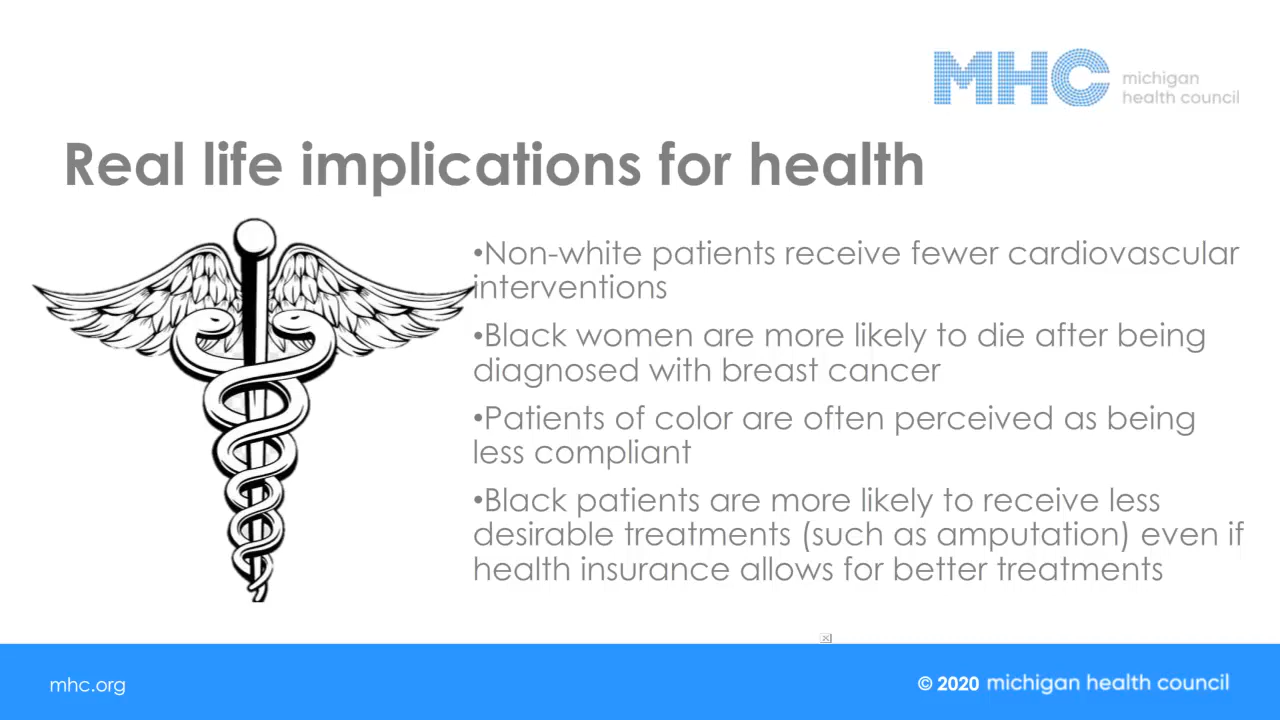 MHC michigan
health council
Real life implications for health
•Non-white patients receive fewer cardiovascular
interventions
•Black women are more likely to die after being
diagnosed with breast cancer
•Patients of color are often perceived as being
less compliant
•Black patients are more likely to receive less
desirable treatments (such as amputation) even if
health insurance allows for better treatments
mhc.org
© 2020 michigan health council